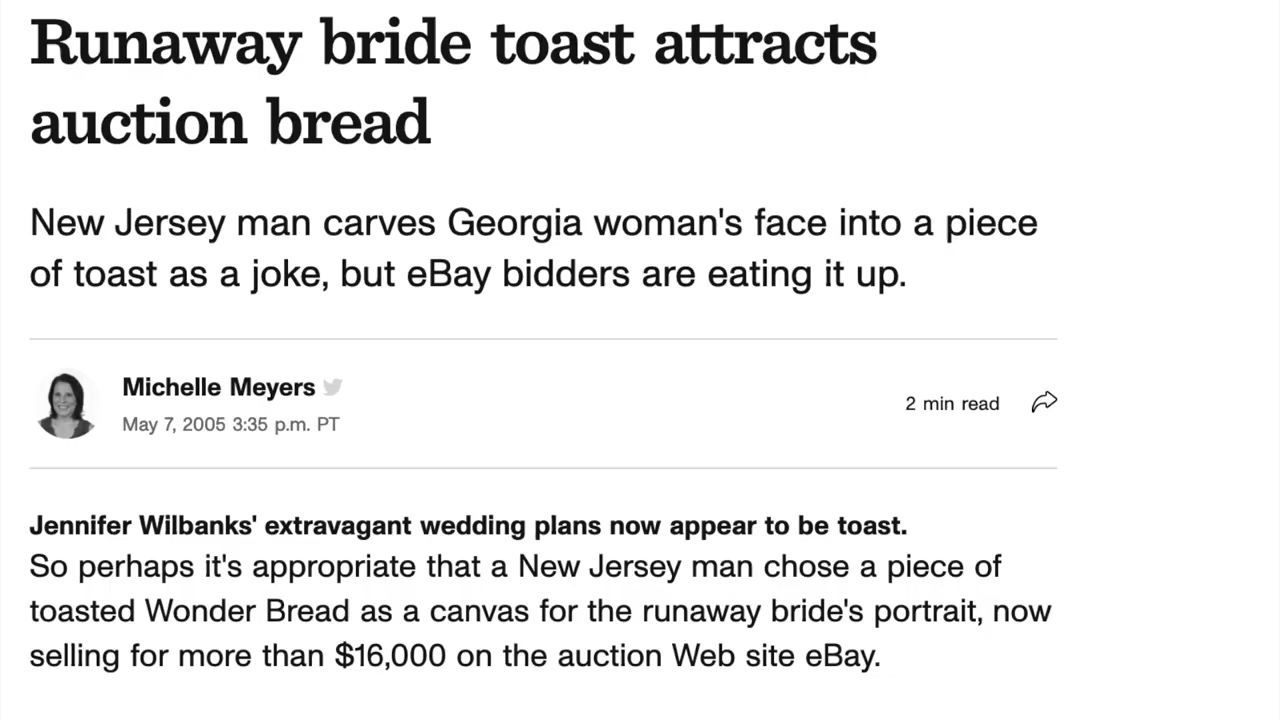 Runaway bride toast attracts
auction bread
New Jersey man carves Georgia woman's face into a piece
of toast as a joke, but eBay bidders are eating it up.
Michelle Meyers
May 7, 2005 3:35 p.m. PT
2 min read
Jennifer Wilbanks' extravagant wedding plans now appear to be toast.
So perhaps it's appropriate that a New Jersey man chose a piece of
toasted Wonder Bread as a canvas for the runaway bride's portrait, now
selling for more than $16,000 on the auction Web site eBay.